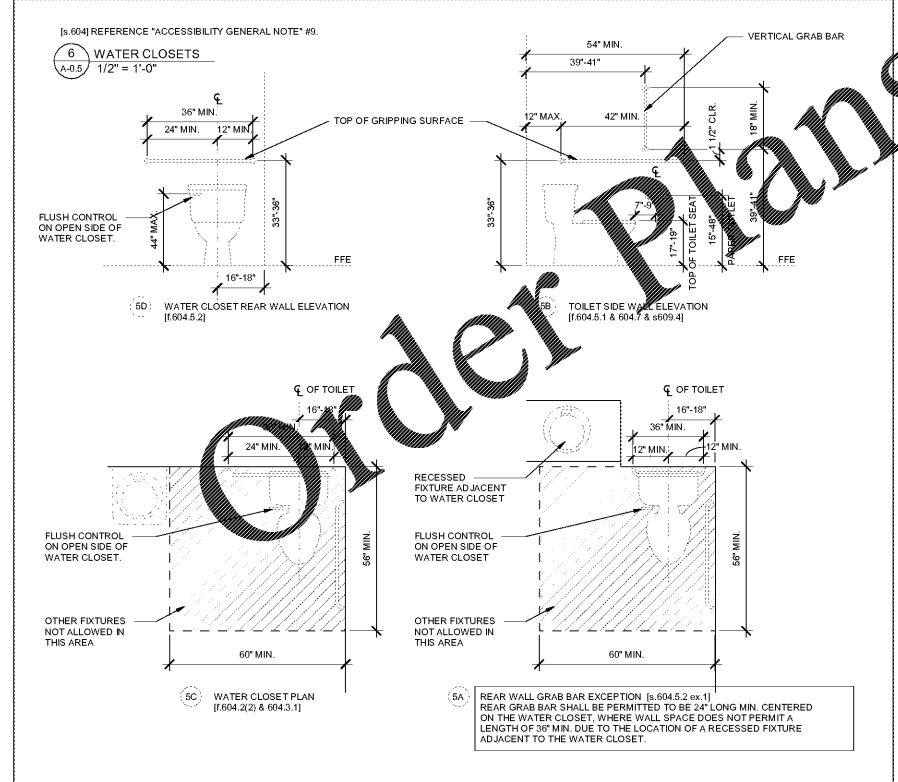 [s.604] REFERENCE "ACCESSIBILITY GENERAL NOTE" #9.
6
A-0.5
WATER CLOSETS
1/2" = 1'-0"
℄
36" MIN.
24" MIN.
12" MIN.
TOP OF GRIPPING SURFACE
FLUSH CONTROL
ON OPEN SIDE OF
WATER CLOSET.
44" MAX.
33"-36"
FFE
16"-18"
5D
WATER CLOSET REAR WALL ELEVATION
[f.604.5.2]
VERTICAL GRAB BAR
54" MIN.
39"-41"
12" MAX.
42" MIN.
1 1/2" CLR.
18" MIN.
℄
33"-36"
7"-9"
17"-19"
TOP OF TOILET SEAT
15"-48"
39"-41"
FFE
5B
TOILET SIDE WALL ELEVATION
[f.604.5.1 & 604.7 & s609.4]
Order Plans
℄ OF TOILET
16"-18"
24" MIN.
12" MIN.
FLUSH CONTROL
ON OPEN SIDE OF
WATER CLOSET.
56" MIN.
OTHER FIXTURES
NOT ALLOWED IN
THIS AREA
60" MIN.
5C
WATER CLOSET PLAN
[f.604.2(2) & 604.3.1]
℄ OF TOILET
16"-18"
36" MIN.
12" MIN.
12" MIN.
RECESSED
FIXTURE ADJACENT
TO WATER CLOSET
FLUSH CONTROL
ON OPEN SIDE OF
WATER CLOSET
56" MIN.
OTHER FIXTURES
NOT ALLOWED IN
THIS AREA
60" MIN.
5A
REAR WALL GRAB BAR EXCEPTION [s.604.5.2 ex.1]
REAR GRAB BAR SHALL BE PERMITTED TO BE 24" LONG MIN. CENTERED
ON THE WATER CLOSET, WHERE WALL SPACE DOES NOT PERMIT A
LENGTH OF 36" MIN. DUE TO THE LOCATION OF A RECESSED FIXTURE
ADJACENT TO THE WATER CLOSET.